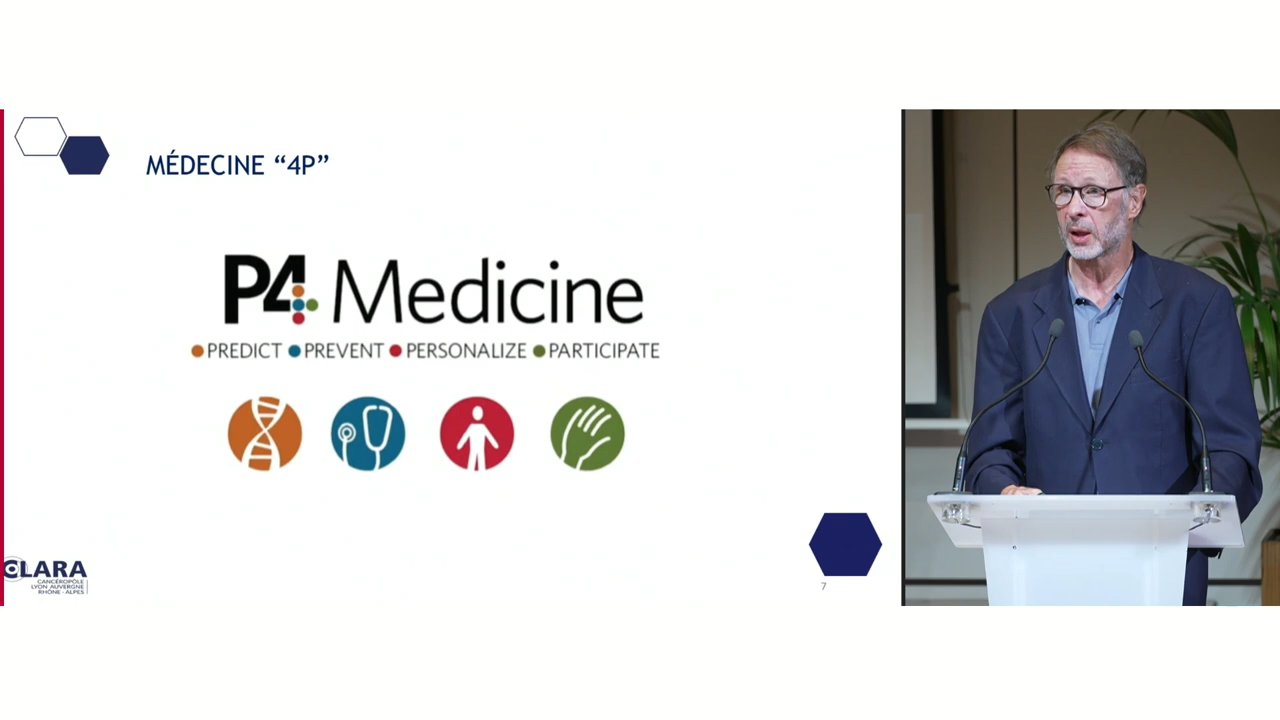 MÉDECINE “4P”
P4 Medicine
PREDICT PREVENT PERSONALIZE PARTICIPATE
CLARA
CANCÉROPÔLE
LYON AUVERGNE
RHÔNE-ALPES
7